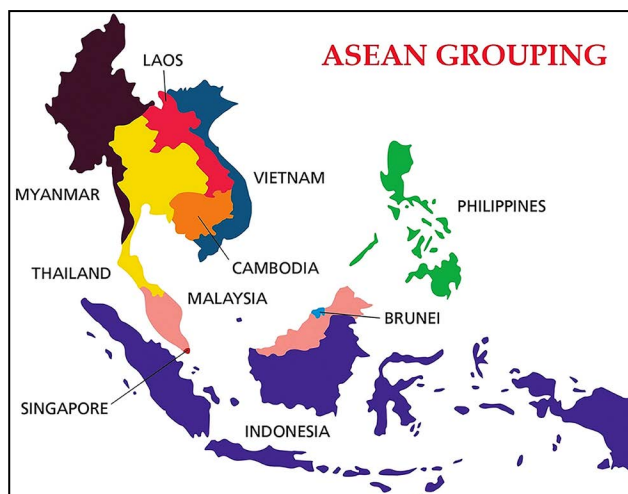 ASEAN GROUPING
LAOS
MYANMAR
VIETNAM
PHILIPPINES
THAILAND
CAMBODIA
MALAYSIA
BRUNEI
SINGAPORE
INDONESIA